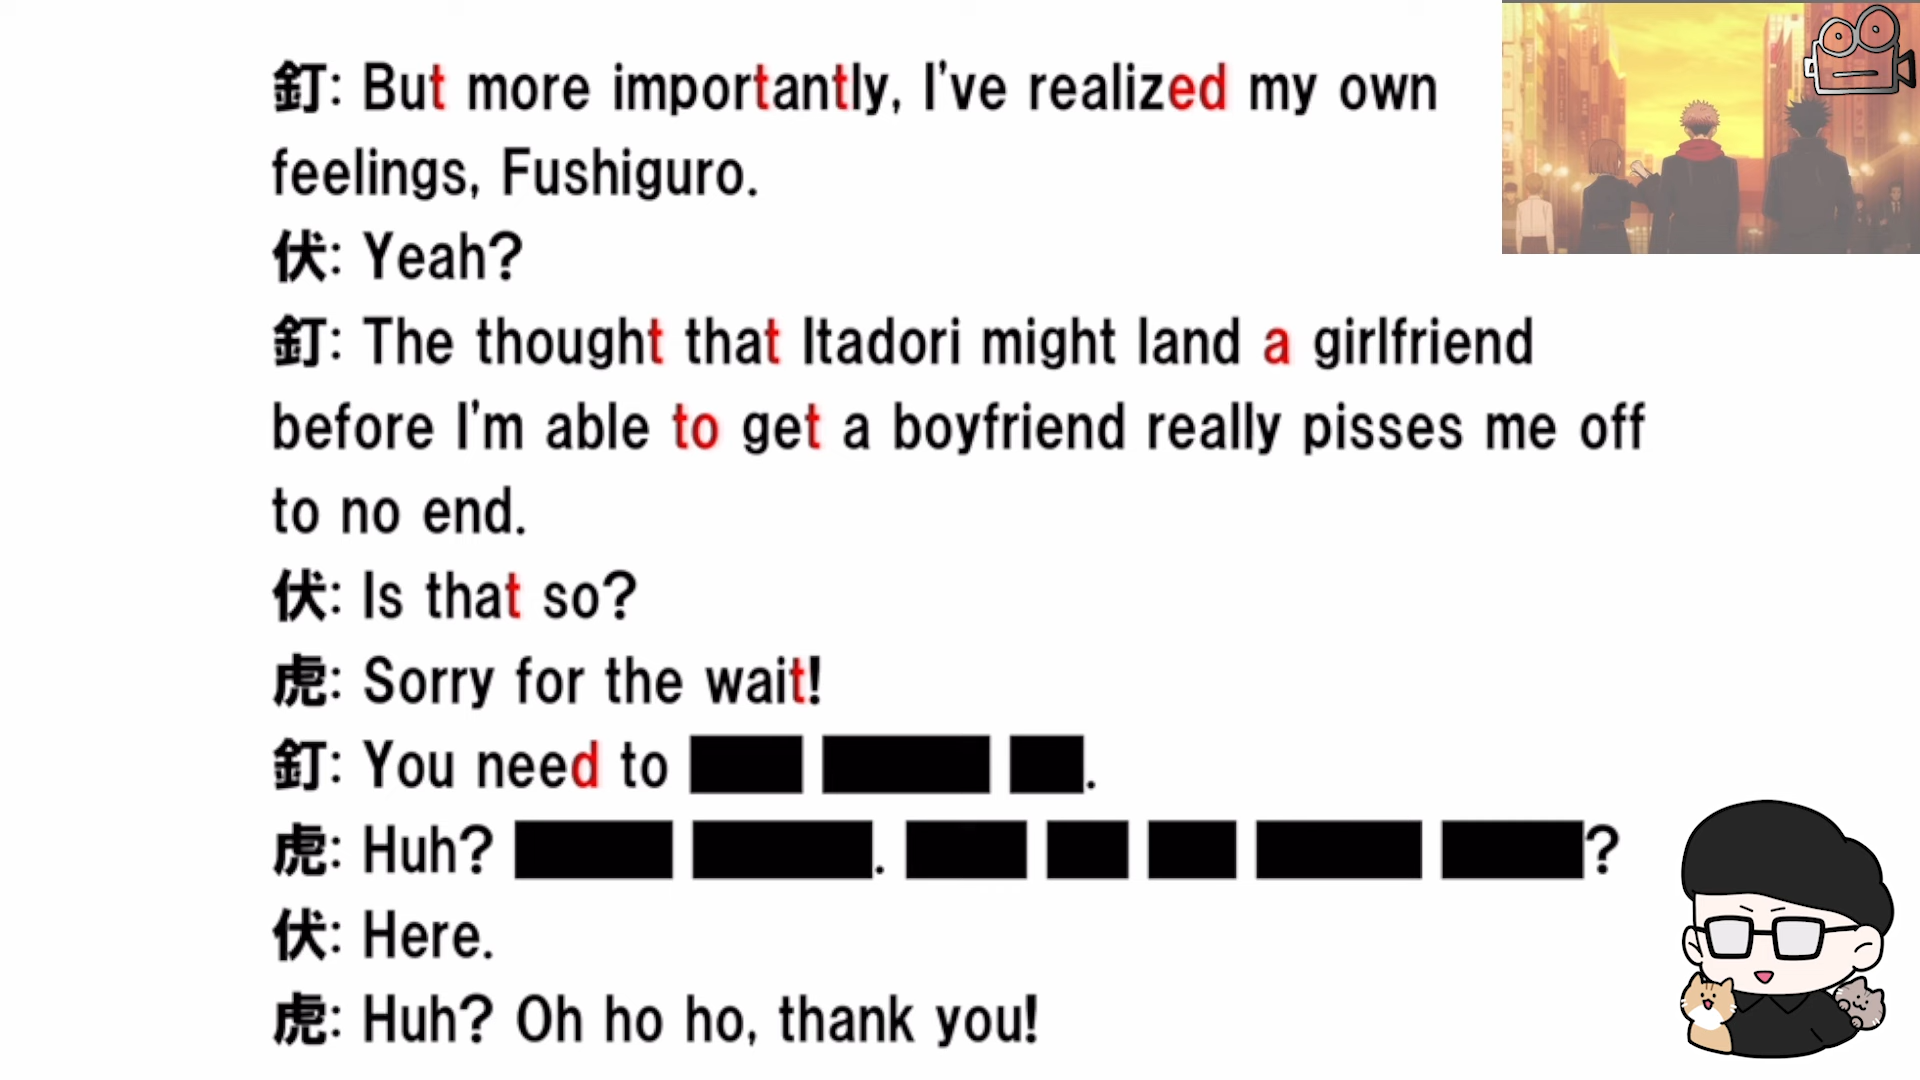 釘: But more importantly, I've realized my own
feelings, Fushiguro.
伏: Yeah?
釘: The thought that Itadori might land a girlfriend
before I'm able to get a boyfriend really pisses me off
to no end.
伏: Is that so?
虎: Sorry for the wait!
釘: You need to .
虎: Huh? . ?
伏: Here.
虎: Huh? Oh ho ho, thank you!